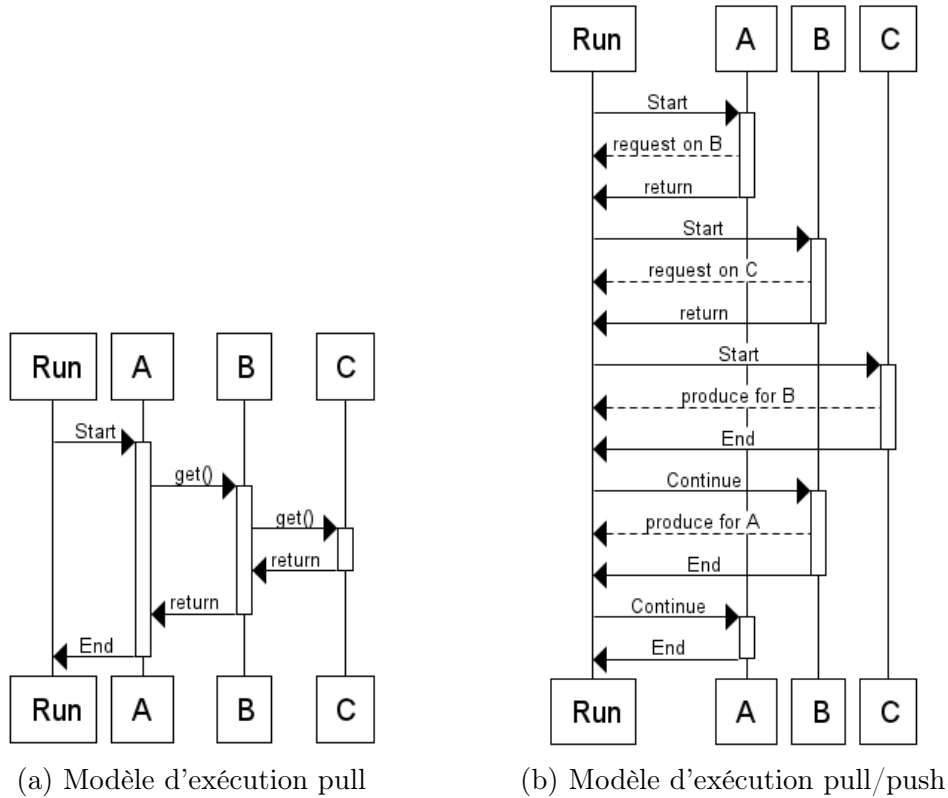 Run A B C
Start
get()
get()
return
return
End
Run A B C
(a) Modèle d'exécution pull
Run A B C
Start
request on B
return
Start
request on C
return
Start
produce for B
End
Continue
produce for A
End
Continue
End
Run A B C
(b) Modèle d'exécution pull/push